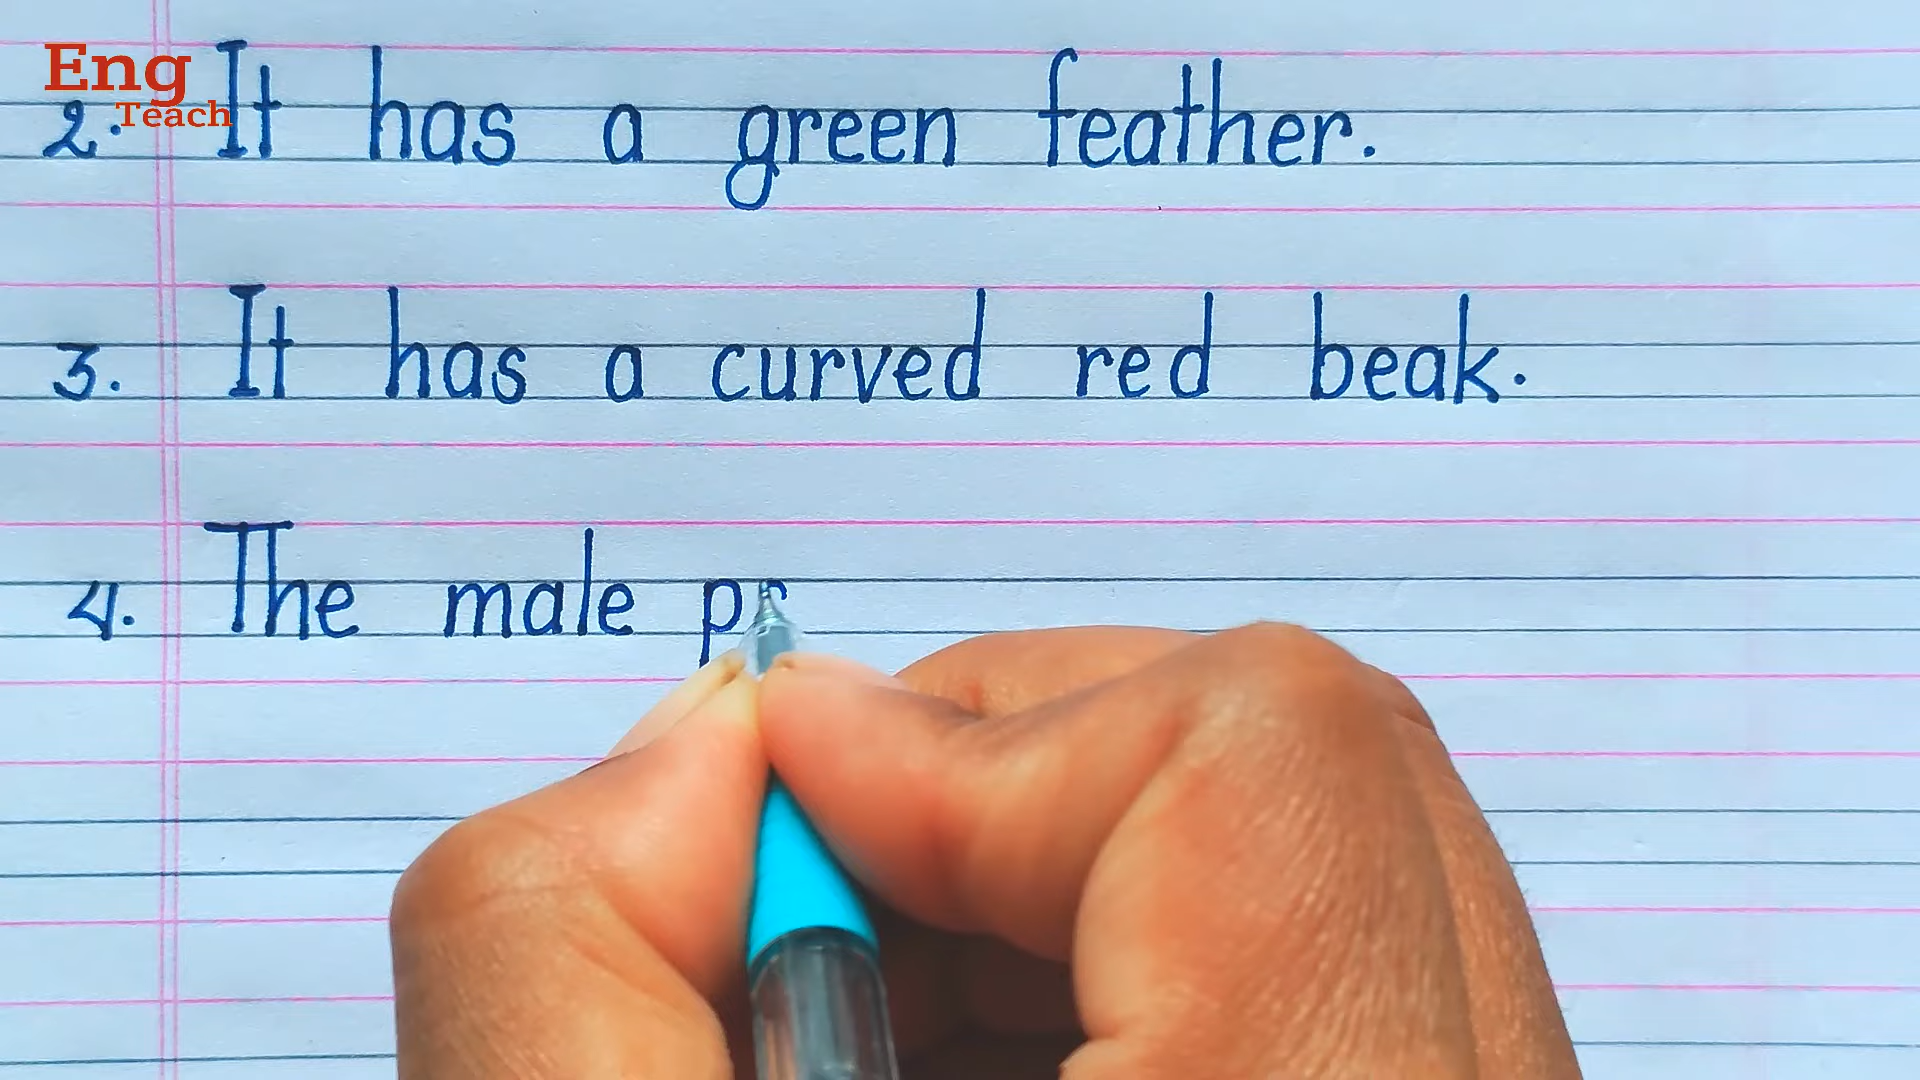 Eng
Teach
2. It has a green feather.
3. It has a curved red beak.
4. The male